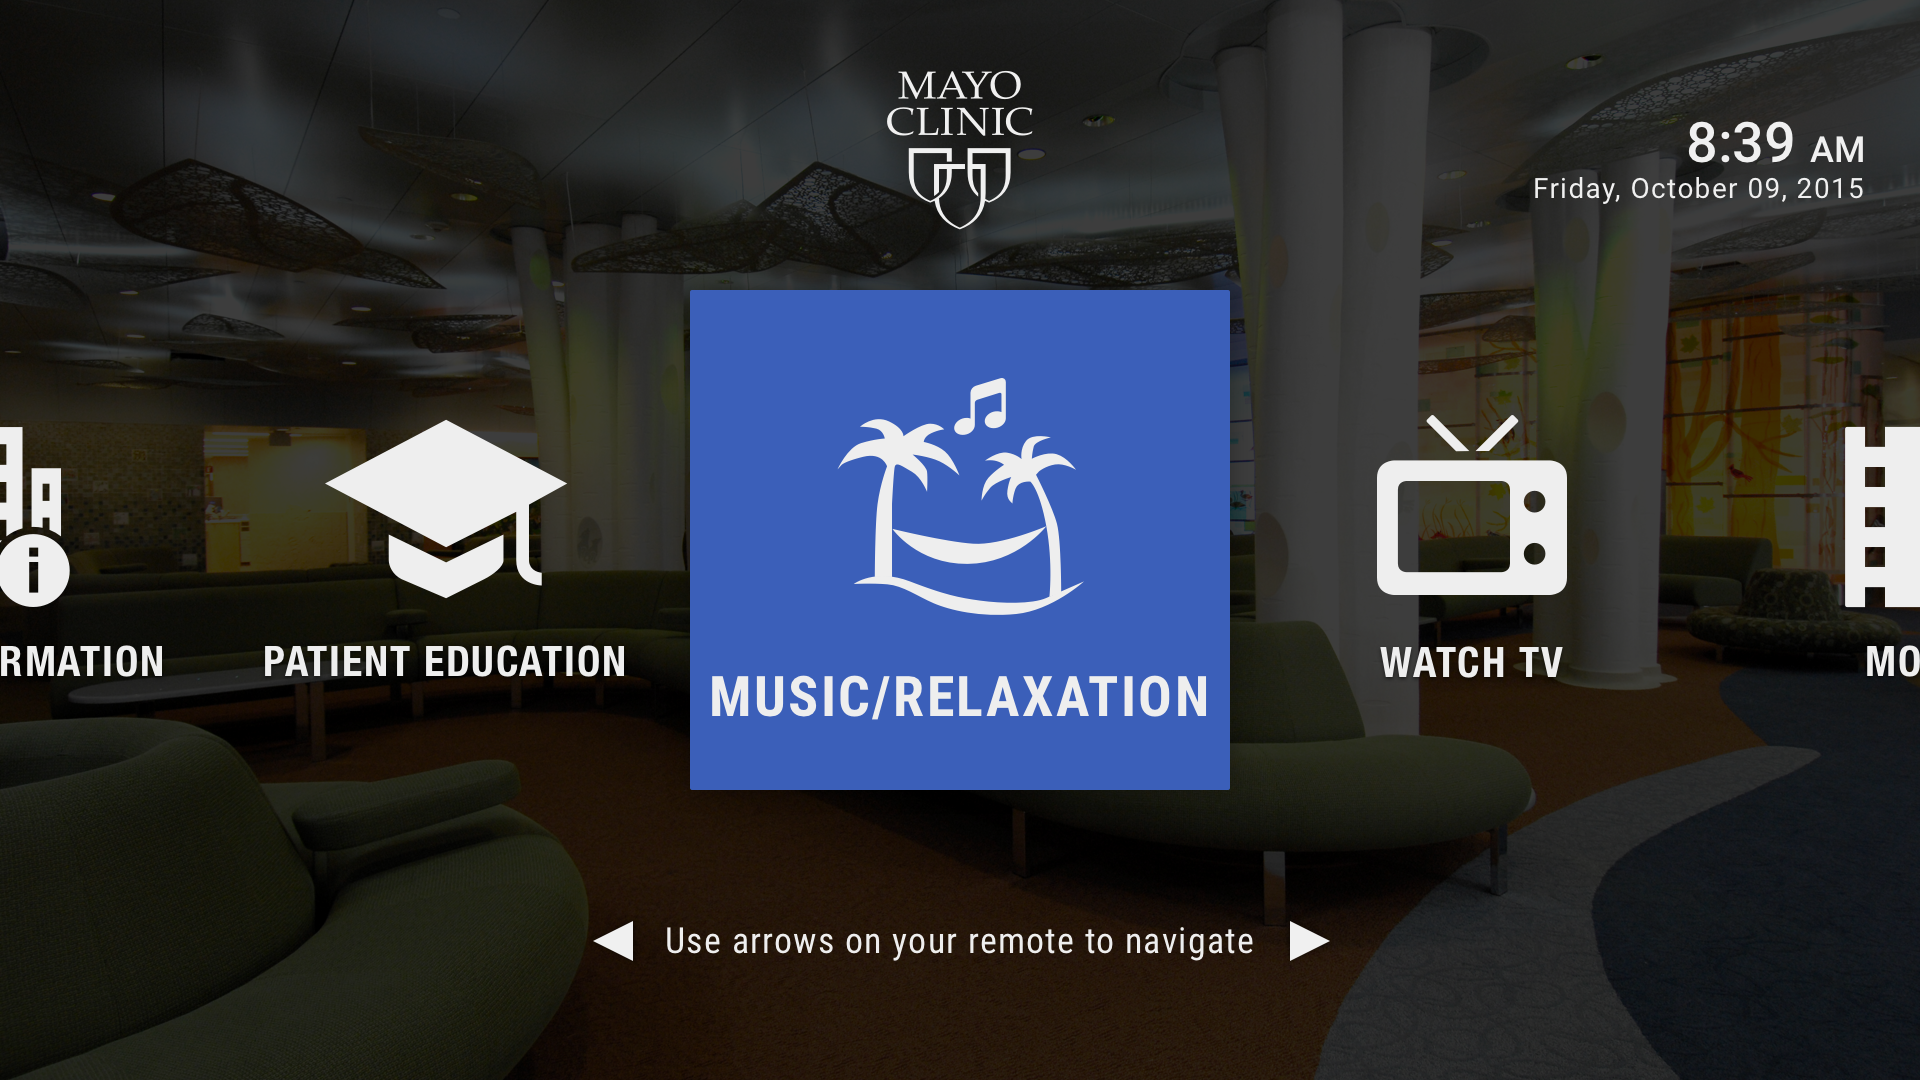 MAYO
CLINIC
8:39 AM
Friday, October 09, 2015
RMATION
PATIENT EDUCATION
MUSIC/RELAXATION
WATCH TV
MO
Use arrows on your remote to navigate